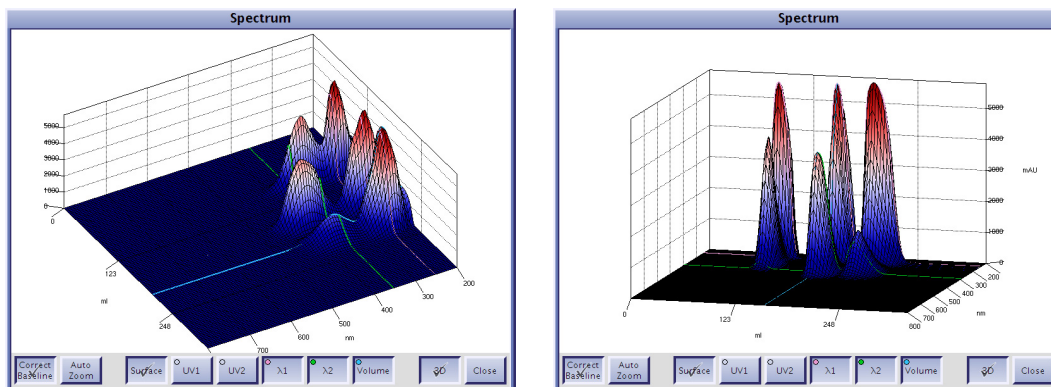 Spectrum
5000
4000
3000
2000
1000
0
0
123
ml
248
700
600
500
nm
400
300
200
Correct Baseline
Auto Zoom
Surface
UV1
UV2
λ1
λ2
Volume
3D
Close
Spectrum
5000
4000
mAU
3000
2000
1000
0
200
300
400
nm
500
600
700
800
0
123
ml
248
Correct Baseline
Auto Zoom
Surface
UV1
UV2
λ1
λ2
Volume
3D
Close